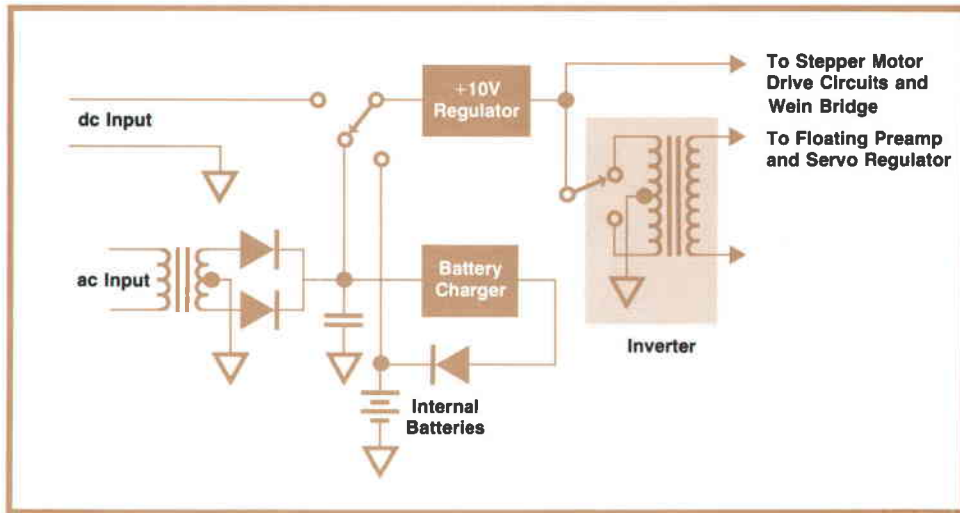 To Stepper Motor
Drive Circuits and
Wein Bridge
+10V
Regulator
dc Input
To Floating Preamp
and Servo Regulator
ac Input
Battery
Charger
Inverter
Internal
Batteries